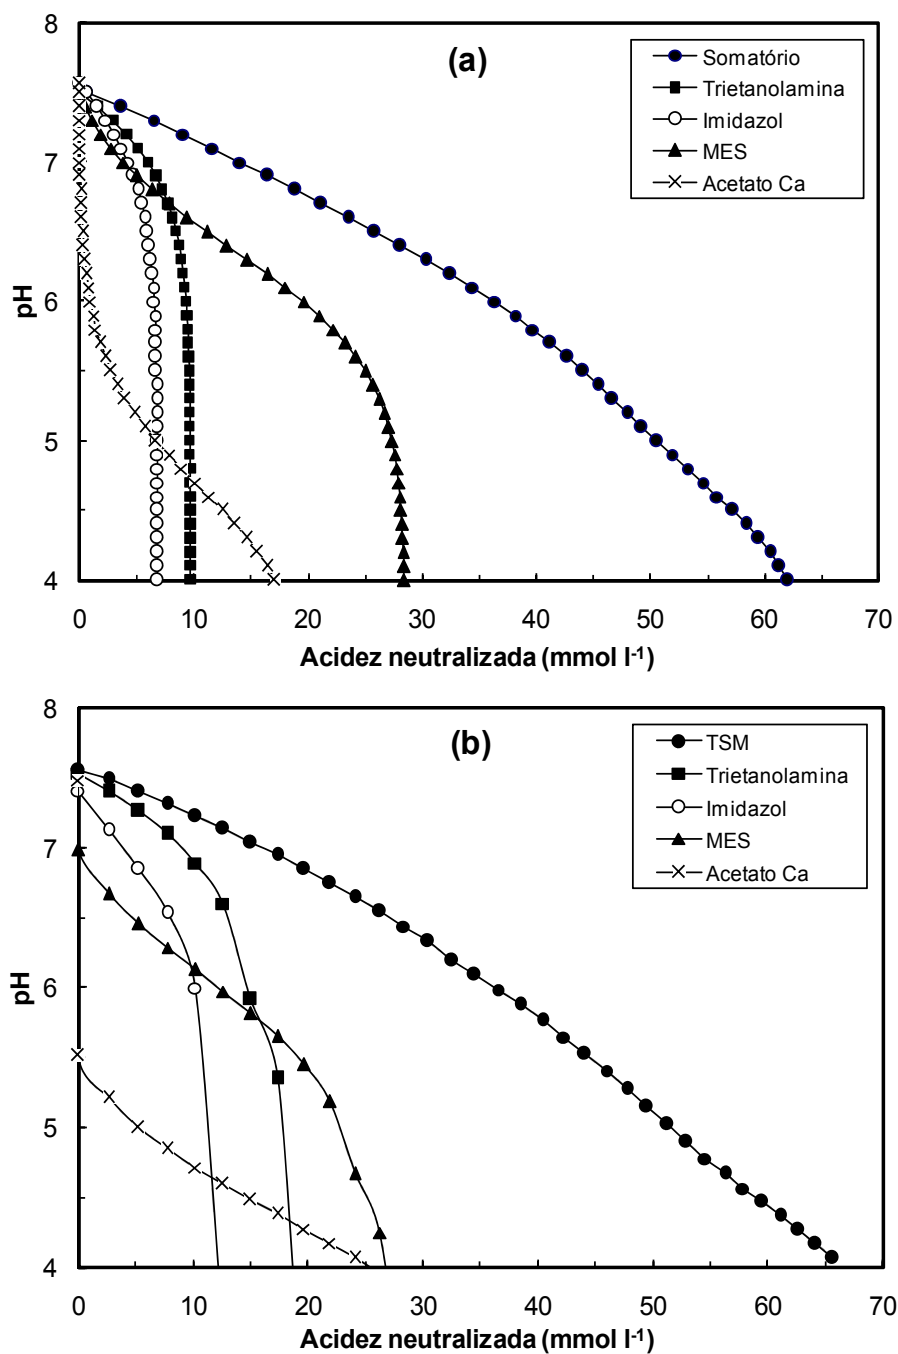 8
(a)
Somatório
Trietanolamina
Imidazol
MES
Acetato Ca
7
pH
6
5
4
0 10 20 30 40 50 60 70
Acidez neutralizada (mmol l-1)
8
(b)
TSM
Trietanolamina
Imidazol
MES
Acetato Ca
7
pH
6
5
4
0 10 20 30 40 50 60 70
Acidez neutralizada (mmol l-1)